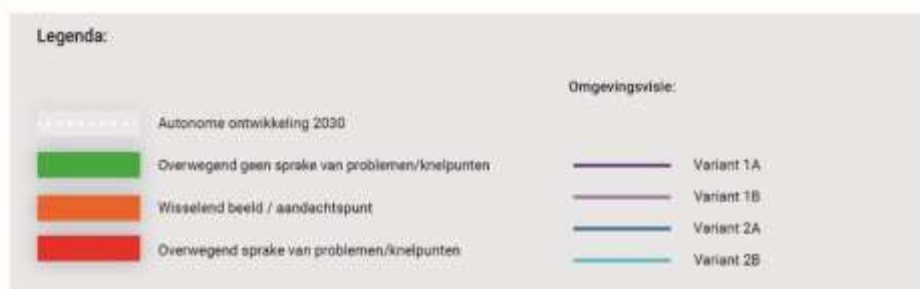 Legenda:
Autonome ontwikkeling 2030
Overwegend geen sprake van problemen/knelpunten
Wisselend beeld / aandachtspunt
Overwegend sprake van problemen/knelpunten
Omgevingsvisie:
Variant 1A
Variant 1B
Variant 2A
Variant 2B